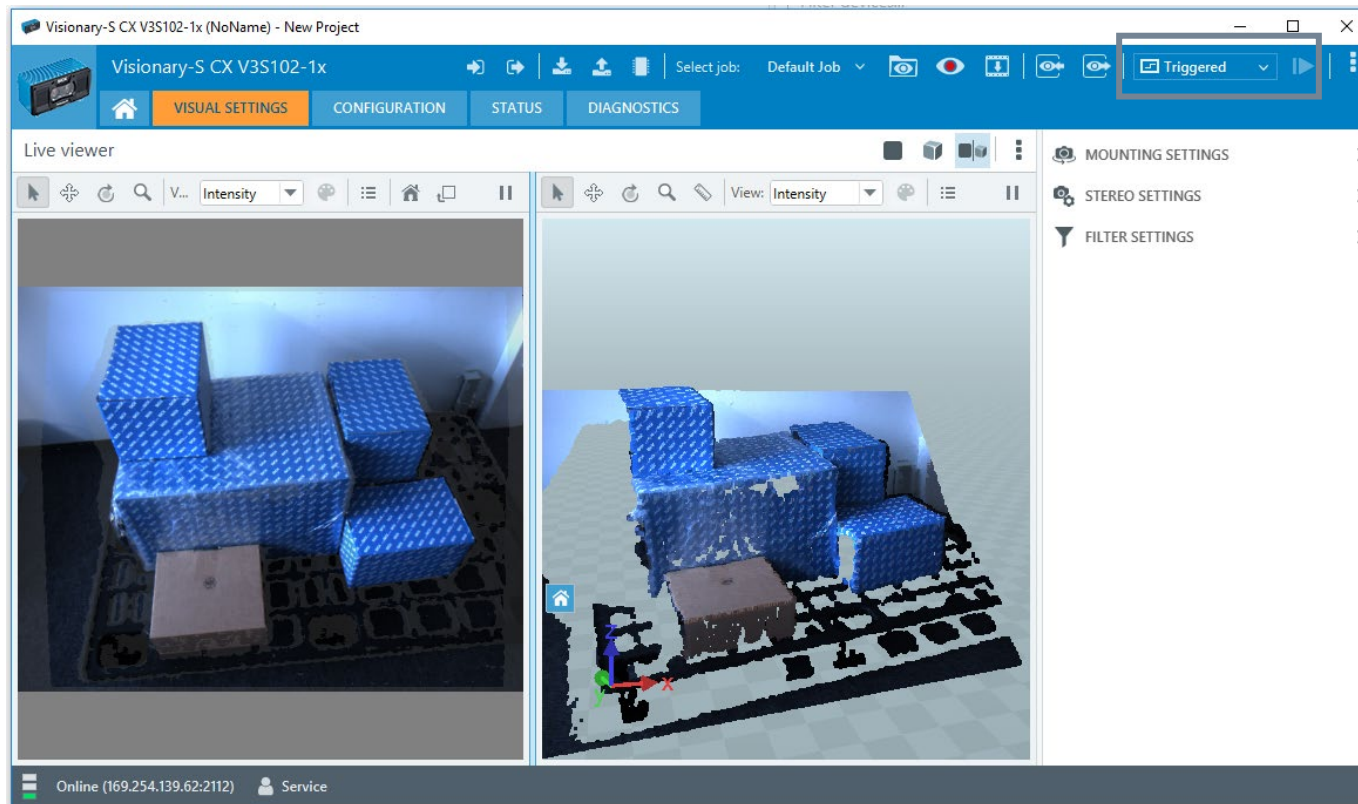 Visionary-S CX V3S102-1x (NoName) - New Project
Visionary-S CX V3S102-1x
Select job:
Default Job
Triggered
VISUAL SETTINGS
CONFIGURATION
STATUS
DIAGNOSTICS
Live viewer
V...
Intensity
View:
Intensity
MOUNTING SETTINGS
STEREO SETTINGS
FILTER SETTINGS
Z
X
y
Online (169.254.139.62:2112)
Service